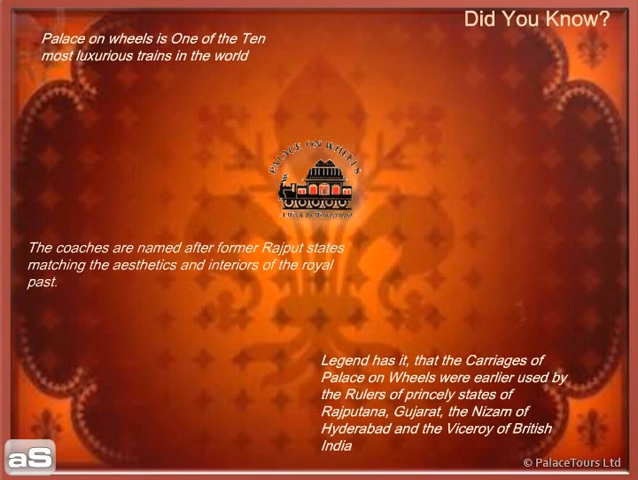 Did You Know?
Palace on wheels is One of the Ten
most luxurious trains in the world
PALACE ON WHEELS
A Week In Wonderland
The coaches are named after former Rajput states
matching the aesthetics and interiors of the royal
past.
Legend has it, that the Carriages of
Palace on Wheels were earlier used by
the Rulers of princely states of
Rajputana, Gujarat, the Nizam of
Hyderabad and the Viceroy of British
India
aS
© PalaceTours Ltd